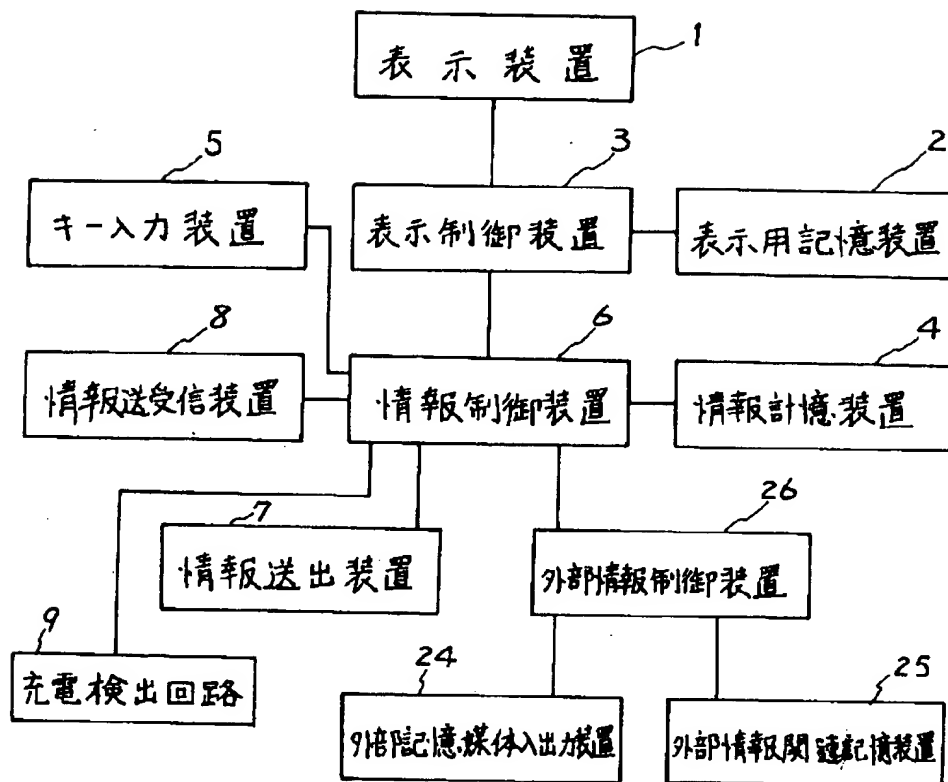 1
表示装置
5
3
2
キー入力装置
表示制御装置
表示用記憶装置
8
6
4
情報送受信装置
情報制御装置
情報計憶装置
7
26
情報送出装置
外部情報制御装置
9
24
25
充電検出回路
外部記憶媒体入出力装置
外部情報関連記憶装置